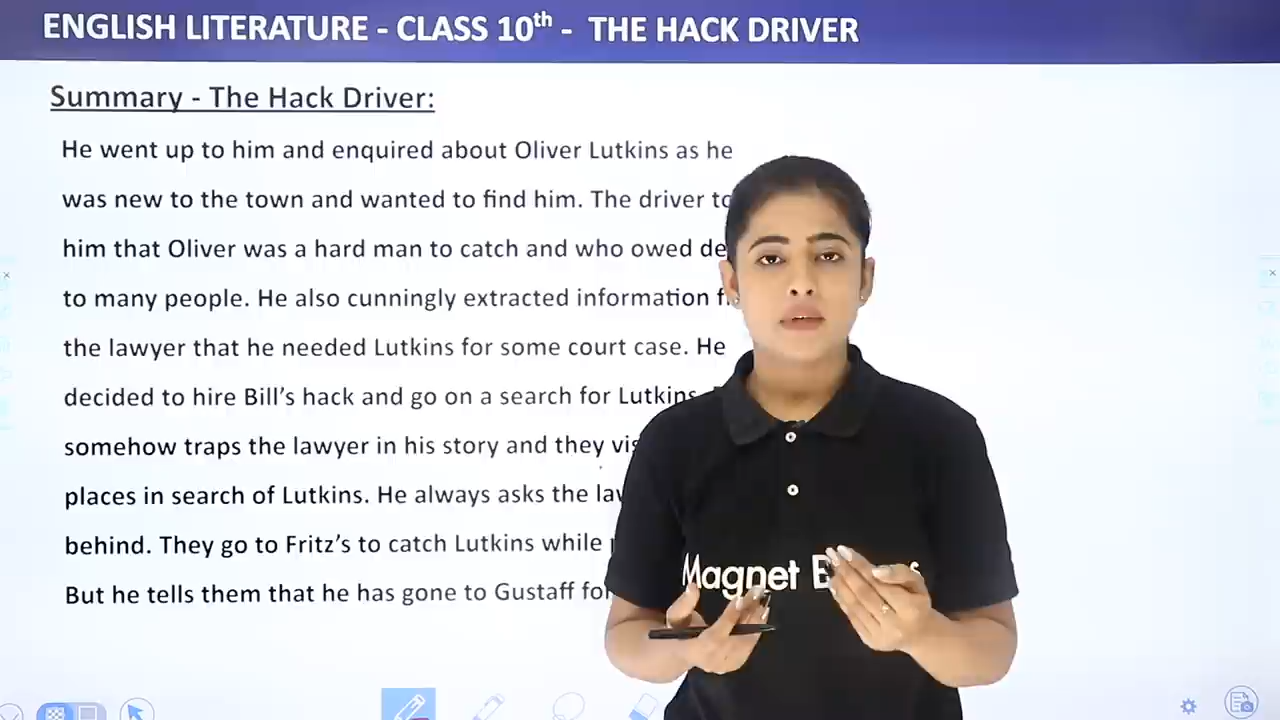 ENGLISH LITERATURE - CLASS 10th - THE HACK DRIVER
Summary - The Hack Driver:
He went up to him and enquired about Oliver Lutkins as he
was new to the town and wanted to find him. The driver
him that Oliver was a hard man to catch and who owed
to many people. He also cunningly extracted information
the lawyer that he needed Lutkins for some court case. He
decided to hire Bill's hack and go on a search for Lutkins.
somehow traps the lawyer in his story and they
places in search of Lutkins. He always asks the
behind. They go to Fritz's to catch Lutkins while
But he tells them that he has gone to Gustaff
Magnet